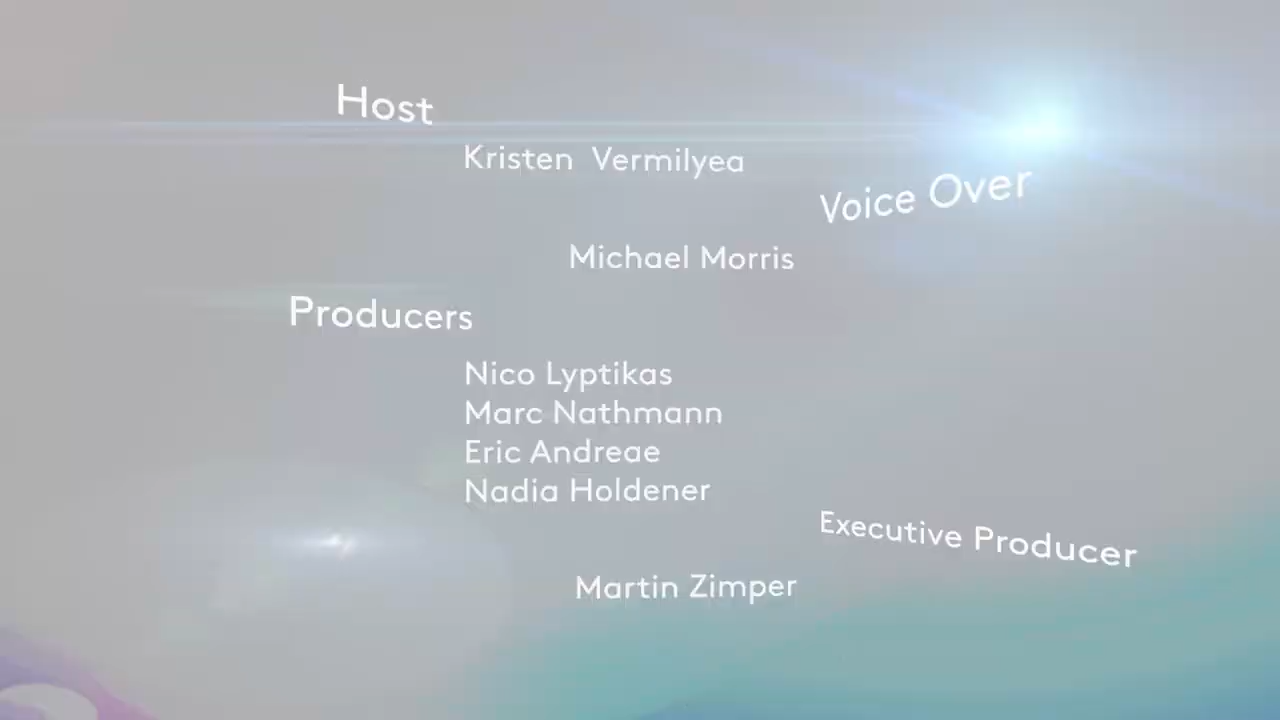 Host
Kristen Vermilyea
Voice Over
Michael Morris
Producers
Nico Lyptikas
Marc Nathmann
Eric Andreae
Nadia Holdener
Executive Producer
Martin Zimper